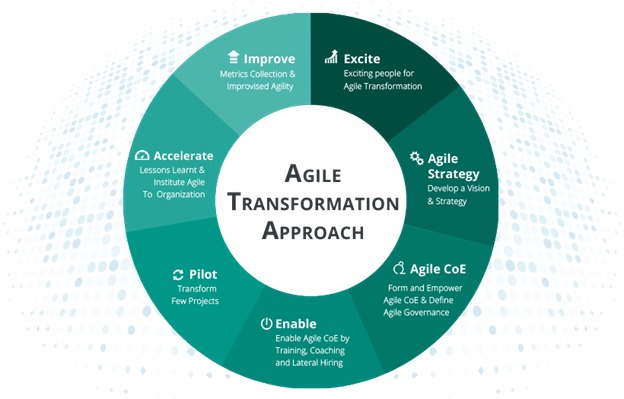 AGILE
TRANSFORMATION
APPROACH
Excite
Exciting people for
Agile Transformation
Agile
Strategy
Develop a Vision
& Strategy
Agile CoE
Form and Empower
Agile CoE & Define
Agile Governance
Enable
Enable Agile CoE by
Training, Coaching
and Lateral Hiring
Pilot
Transform
Few Projects
Accelerate
Lessons Learnt &
Institute Agile
To Organization
Improve
Metrics Collection &
Improvised Agility